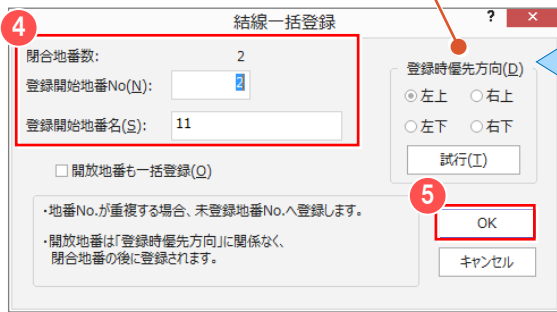 結線一括登録
? ×
4
閉合地番数: 2
登録開始地番No(N): 2
登録開始地番名(S): 11
開放地番も一括登録(O)
登録時優先方向(D)
左上 右上
左下 右下
試行(T)
・地番No.が重複する場合、未登録地番No.へ登録します。
・開放地番は「登録時優先方向」に関係なく、
閉合地番の後に登録されます。
5
OK
キャンセル